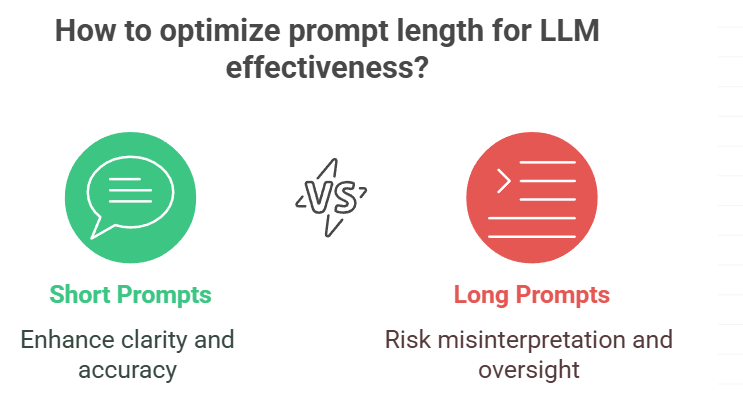 How to optimize prompt length for LLM
effectiveness?
VS
Short Prompts
Long Prompts
Enhance clarity and
accuracy
Risk misinterpretation and
oversight